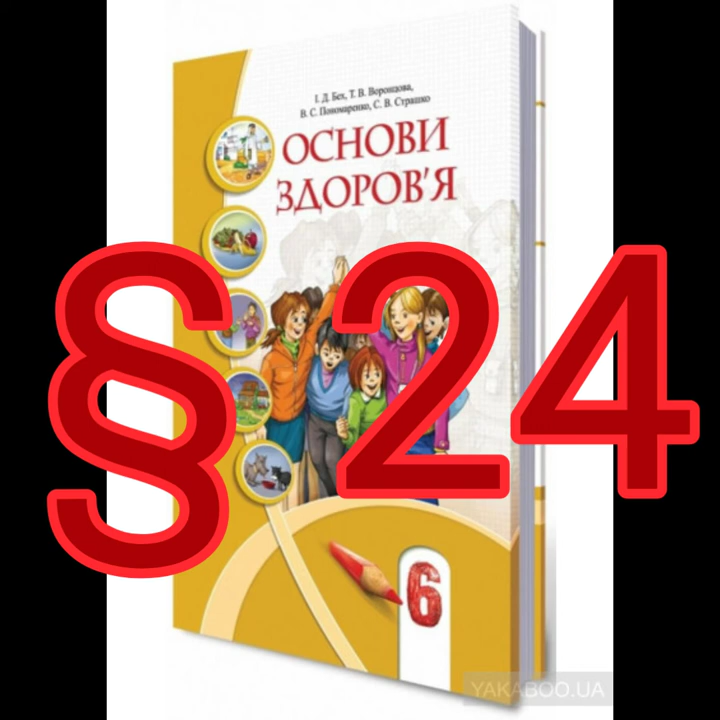 І. Д. Бех, Т. В. Воронцова,
В. С. Пономаренко, С. В. Страшко
ОСНОВИ
ЗДОРОВ'Я
§ 24
6
YAKABOO.UA